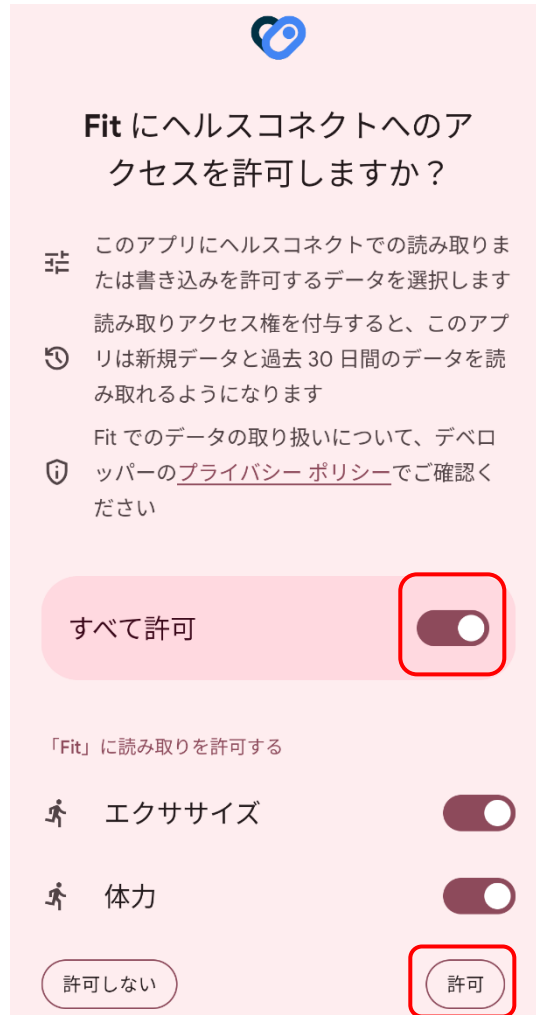 Fit にヘルスコネクトへのア
クセスを許可しますか？
このアプリにヘルスコネクトでの読み取りま
たは書き込みを許可するデータを選択します
読み取りアクセス権を付与すると、このアプ
リは新規データと過去 30 日間のデータを読
み取れるようになります
Fit でのデータの取り扱いについて、デベロ
ッパーのプライバシー ポリシーでご確認く
ださい
すべて許可
「Fit」に読み取りを許可する
エクササイズ
体力
許可しない
許可